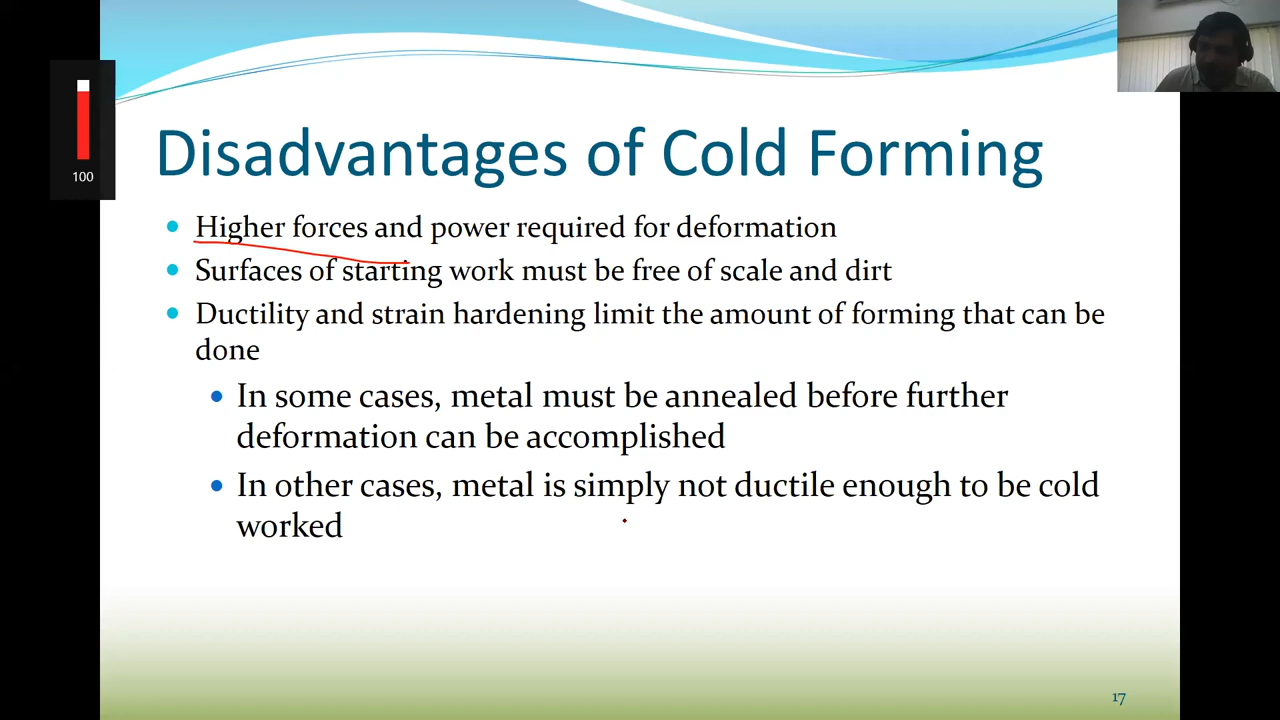 100
Disadvantages of Cold Forming
Higher forces and power required for deformation
Surfaces of starting work must be free of scale and dirt
Ductility and strain hardening limit the amount of forming that can be
done
In some cases, metal must be annealed before further
deformation can be accomplished
In other cases, metal is simply not ductile enough to be cold
worked
17